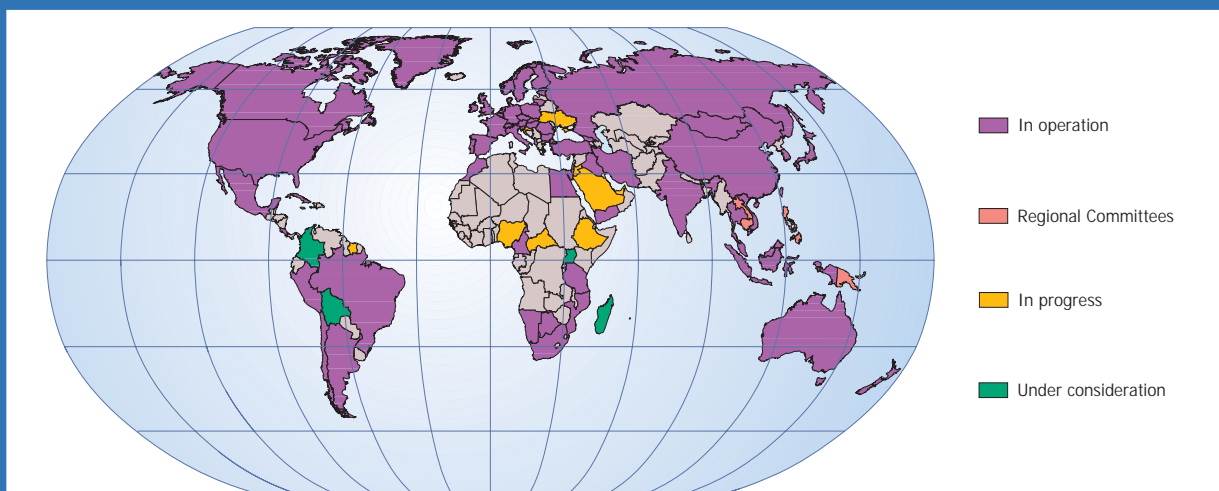 In operation
Regional Committees
In progress
Under consideration